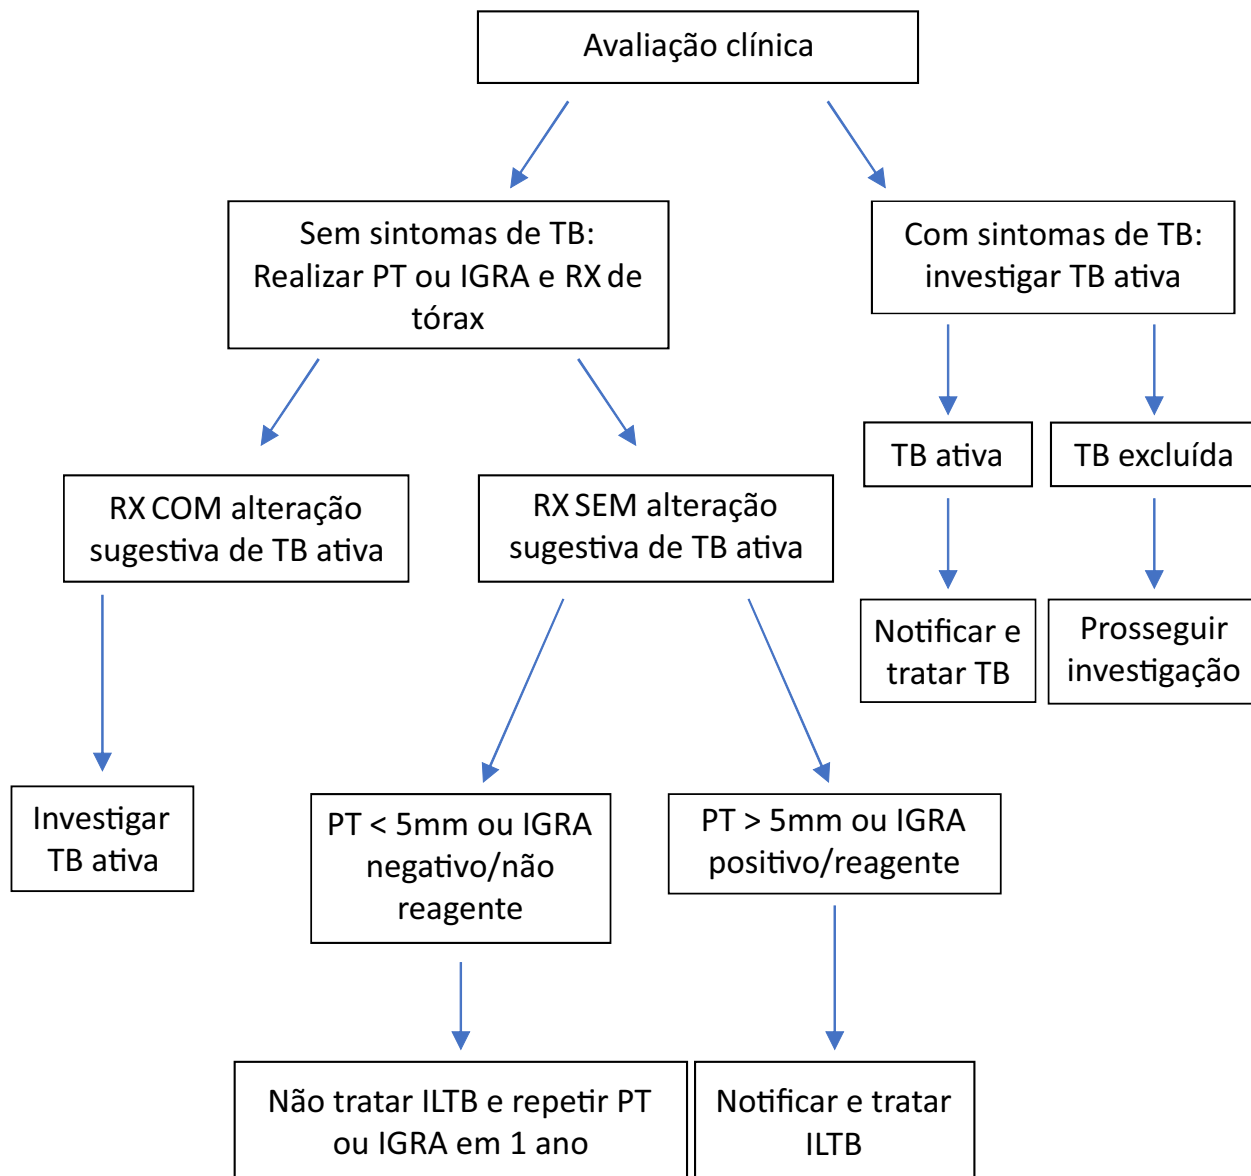 Avaliação clínica
Sem sintomas de TB:
Realizar PT ou IGRA e RX de
tórax
Com sintomas de TB:
investigar TB ativa
TB ativa
TB excluída
RX COM alteração
sugestiva de TB ativa
RX SEM alteração
sugestiva de TB ativa
Notificar e
tratar TB
Prosseguir
investigação
Investigar
TB ativa
PT < 5mm ou IGRA
negativo/não
reagente
PT > 5mm ou IGRA
positivo/reagente
Não tratar ILTB e repetir PT
ou IGRA em 1 ano
Notificar e tratar
ILTB